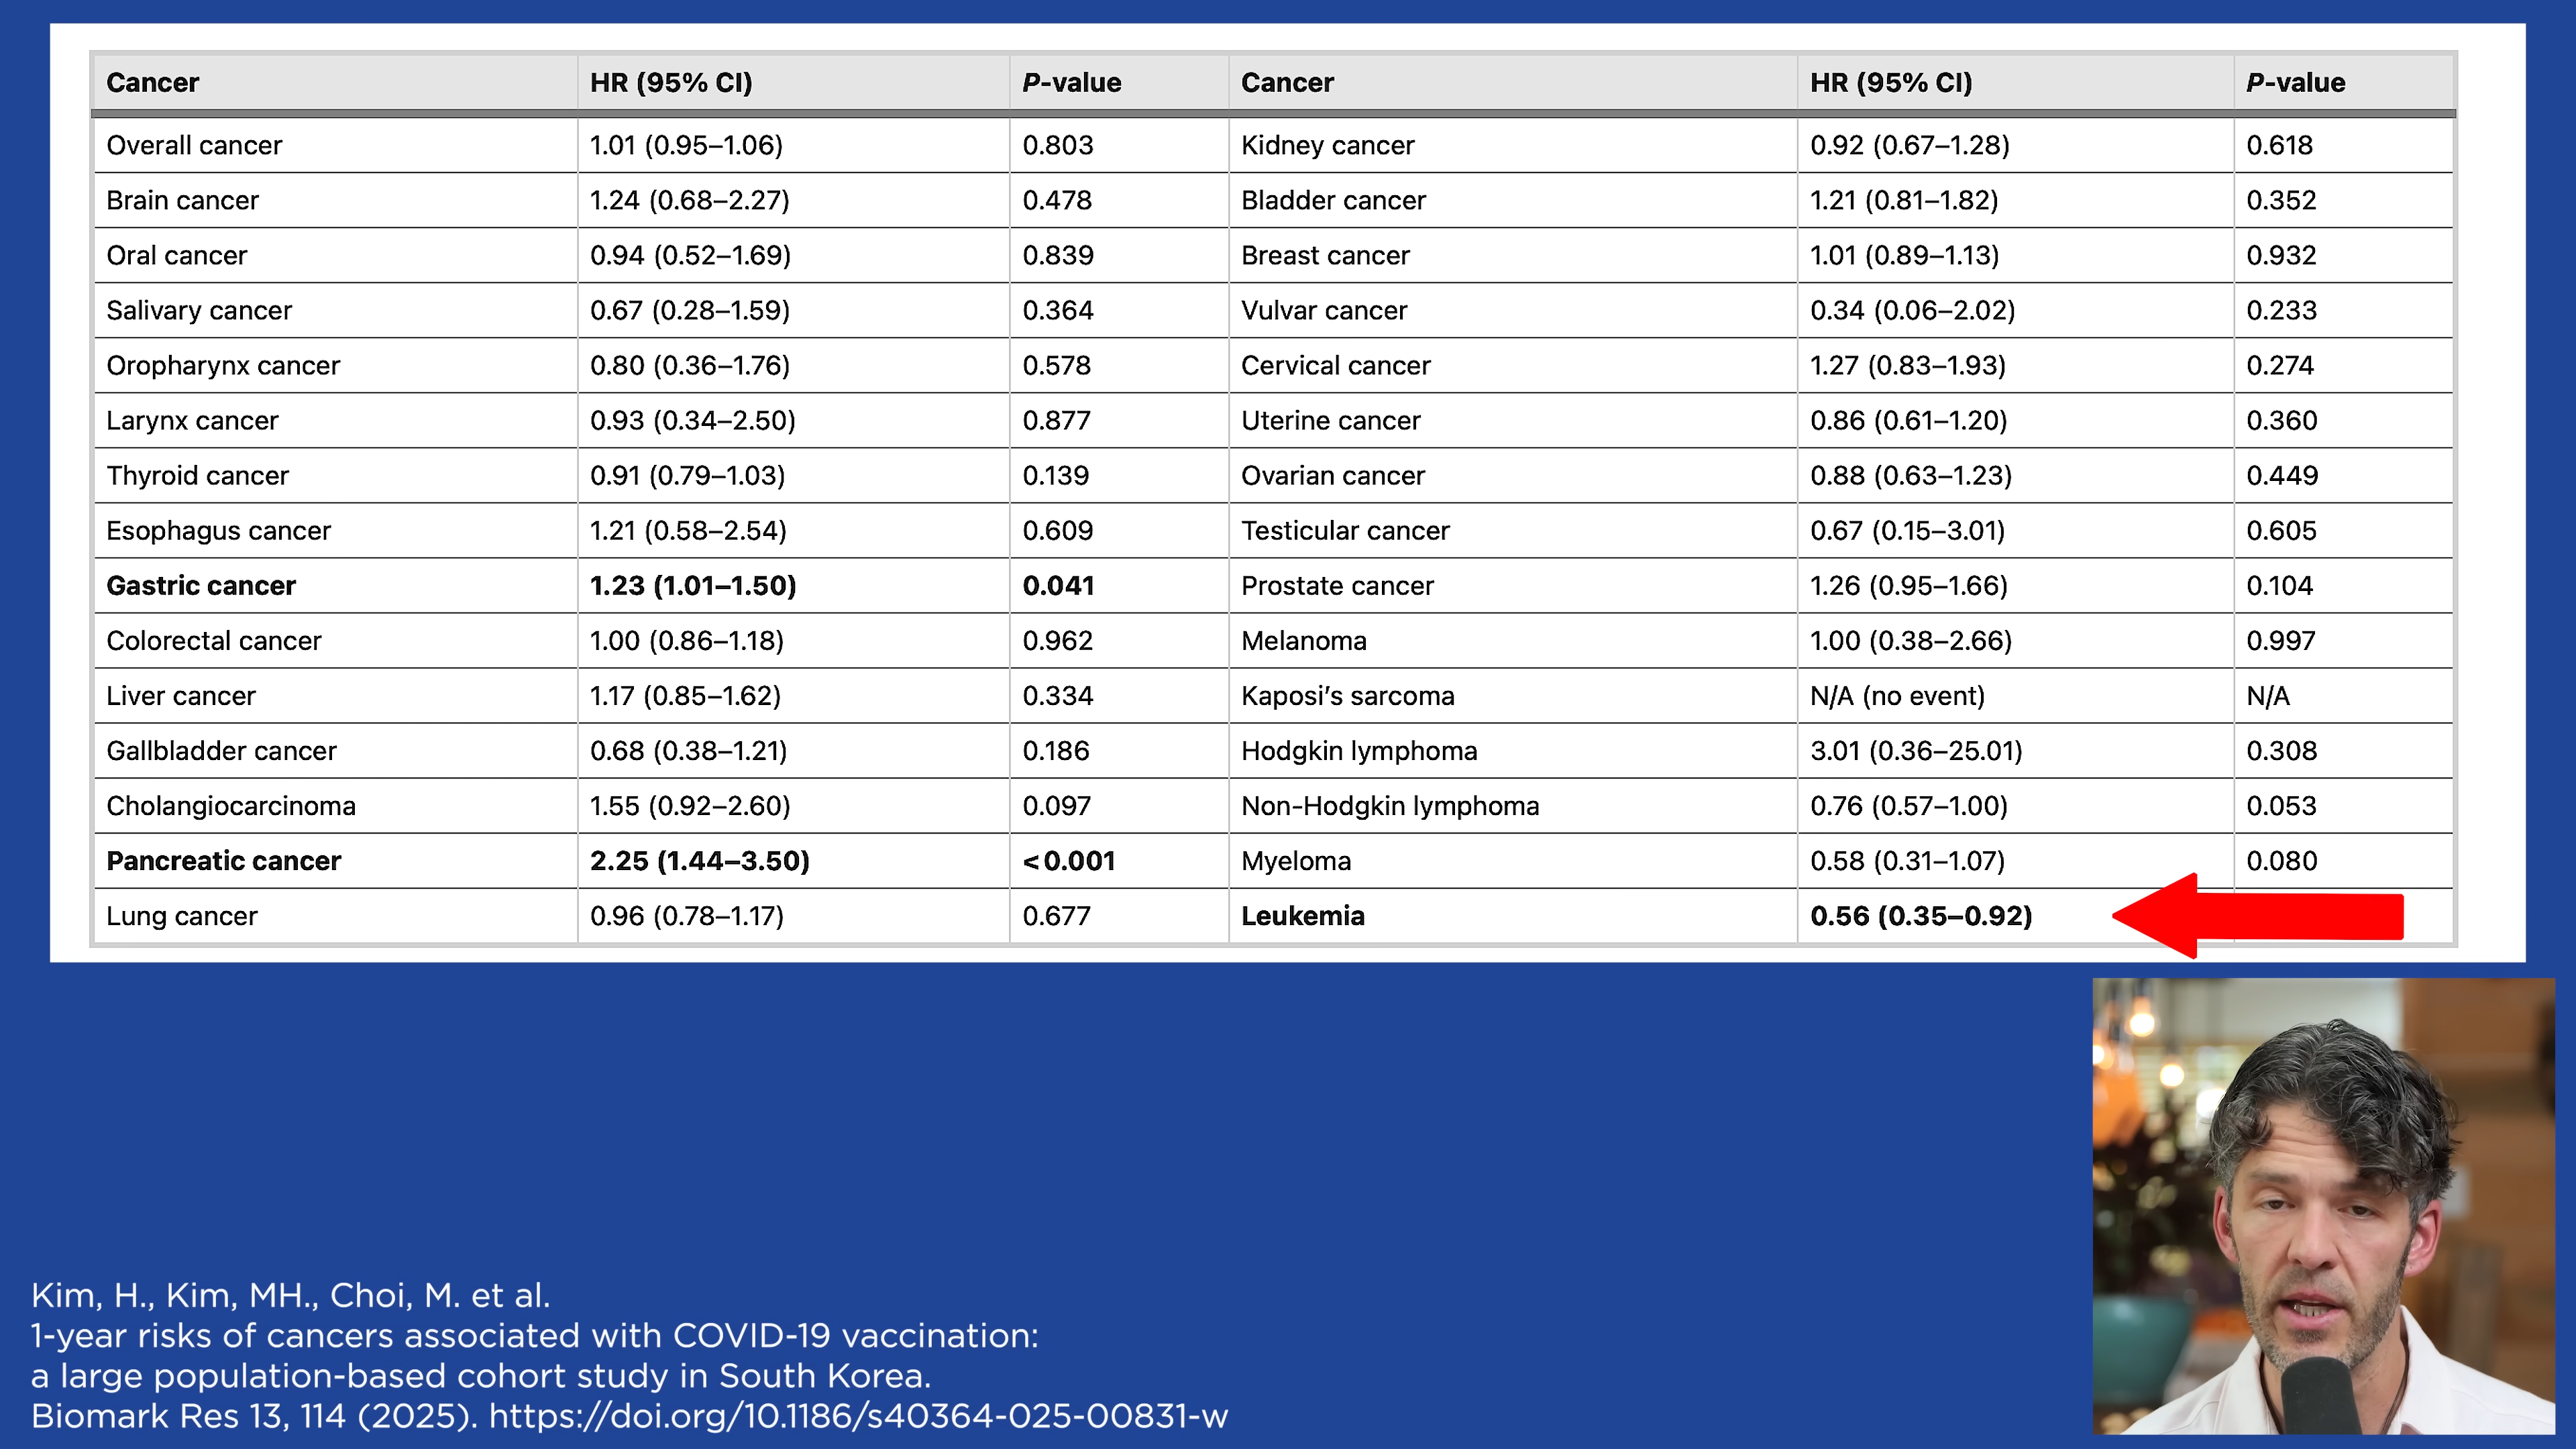 Cancer HR (95% CI) P-value Cancer HR (95% CI) P-value
Overall cancer 1.01 (0.95–1.06) 0.803 Kidney cancer 0.92 (0.67–1.28) 0.618
Brain cancer 1.24 (0.68–2.27) 0.478 Bladder cancer 1.21 (0.81–1.82) 0.352
Oral cancer 0.94 (0.52–1.69) 0.839 Breast cancer 1.01 (0.89–1.13) 0.932
Salivary cancer 0.67 (0.28–1.59) 0.364 Vulvar cancer 0.34 (0.06–2.02) 0.233
Oropharynx cancer 0.80 (0.36–1.76) 0.578 Cervical cancer 1.27 (0.83–1.93) 0.274
Larynx cancer 0.93 (0.34–2.50) 0.877 Uterine cancer 0.86 (0.61–1.20) 0.360
Thyroid cancer 0.91 (0.79–1.03) 0.139 Ovarian cancer 0.88 (0.63–1.23) 0.449
Esophagus cancer 1.21 (0.58–2.54) 0.609 Testicular cancer 0.67 (0.15–3.01) 0.605
Gastric cancer 1.23 (1.01–1.50) 0.041 Prostate cancer 1.26 (0.95–1.66) 0.104
Colorectal cancer 1.00 (0.86–1.18) 0.962 Melanoma 1.00 (0.38–2.66) 0.997
Liver cancer 1.17 (0.85–1.62) 0.334 Kaposi’s sarcoma N/A (no event) N/A
Gallbladder cancer 0.68 (0.38–1.21) 0.186 Hodgkin lymphoma 3.01 (0.36–25.01) 0.308
Cholangiocarcinoma 1.55 (0.92–2.60) 0.097 Non-Hodgkin lymphoma 0.76 (0.57–1.00) 0.053
Pancreatic cancer 2.25 (1.44–3.50) <0.001 Myeloma 0.58 (0.31–1.07) 0.080
Lung cancer 0.96 (0.78–1.17) 0.677 Leukemia 0.56 (0.35–0.92)
Kim, H., Kim, MH., Choi, M. et al.
1-year risks of cancers associated with COVID-19 vaccination:
a large population-based cohort study in South Korea.
Biomark Res 13, 114 (2025). https://doi.org/10.1186/s40364-025-00831-w